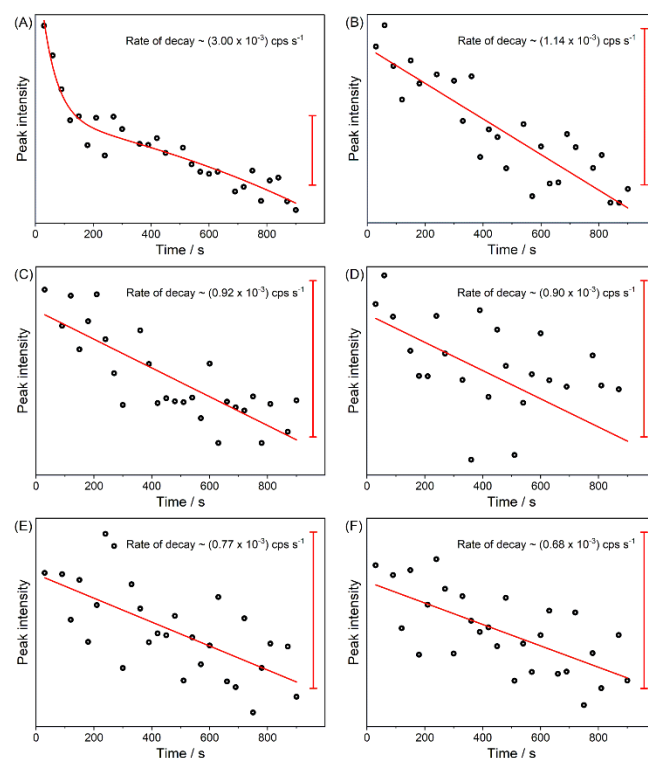 (A)
Rate of decay ~ (3.00 x 10⁻³) cps s⁻¹
Peak intensity
0 200 400 600 800
Time / s
(B)
Rate of decay ~ (1.14 x 10⁻³) cps s⁻¹
Peak intensity
0 200 400 600 800
Time / s
(C)
Rate of decay ~ (0.92 x 10⁻³) cps s⁻¹
Peak intensity
0 200 400 600 800
Time / s
(D)
Rate of decay ~ (0.90 x 10⁻³) cps s⁻¹
Peak intensity
0 200 400 600 800
Time / s
(E)
Rate of decay ~ (0.77 x 10⁻³) cps s⁻¹
Peak intensity
0 200 400 600 800
Time / s
(F)
Rate of decay ~ (0.68 x 10⁻³) cps s⁻¹
Peak intensity
0 200 400 600 800
Time / s